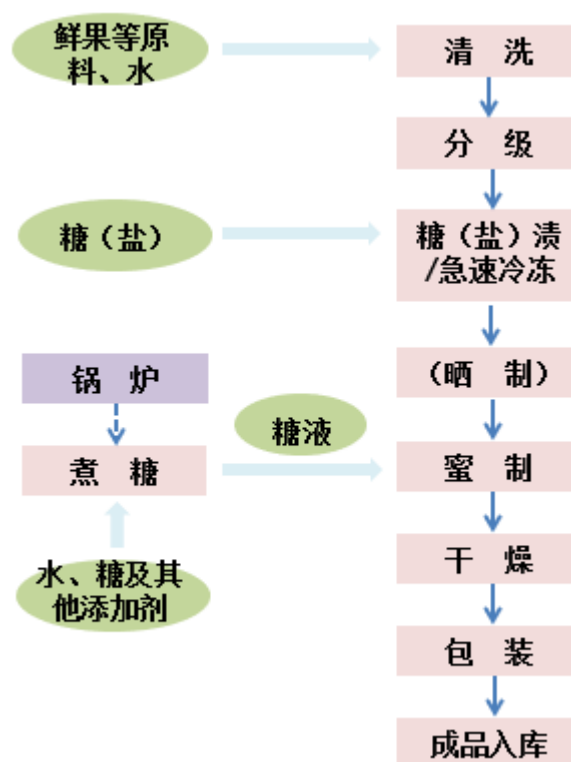 鲜果等原
料、水
清 洗
分 级
糖（盐）
糖（盐）渍
/急速冷冻
锅 炉
（晒 制）
糖液
煮 糖
蜜 制
水、糖及其
他添加剂
干 燥
包 装
成品入库